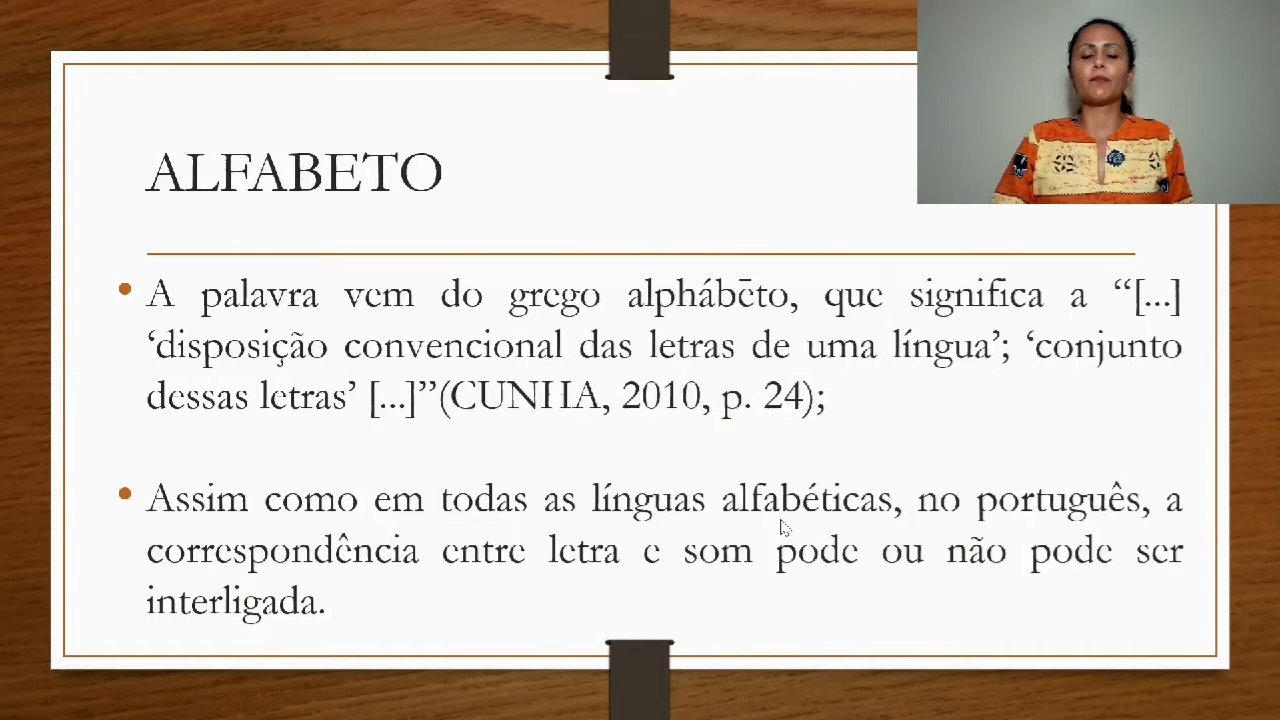 ALFABETO
• A palavra vem do grego alphábēto, que significa a “[...]
‘disposição convencional das letras de uma língua’; ‘conjunto
dessas letras’ [...]”(CUNHA, 2010, p. 24);
• Assim como em todas as línguas alfabéticas, no português, a
correspondência entre letra e som pode ou não pode ser
interligada.